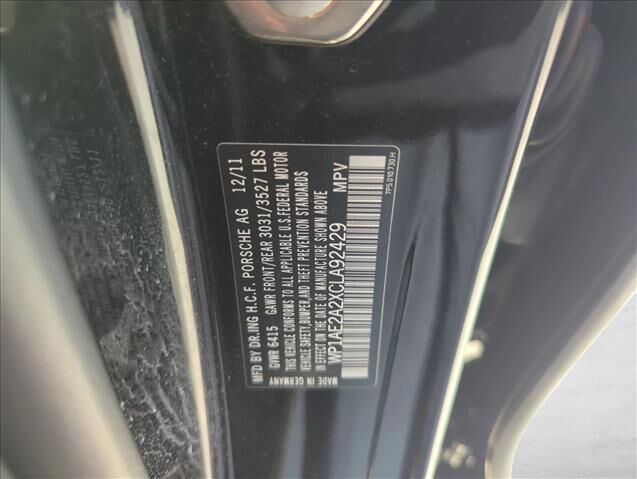 MFD BY DR.ING H.C.F. PORSCHE AG 12/11
GVWR 6415 GAWR FRONT/REAR 3031/3527 LBS
THIS VEHICLE CONFORMS TO ALL APPLICABLE U.S.FEDERAL MOTOR
VEHICLE SAFETY,BUMPER,AND THEFT PREVENTION STANDARDS
IN EFFECT ON THE DATE OF MANUFACTURE SHOWN ABOVE
WP1AE2A2XCLA92429 MPV
MADE IN GERMANY 7P5.010.730.H